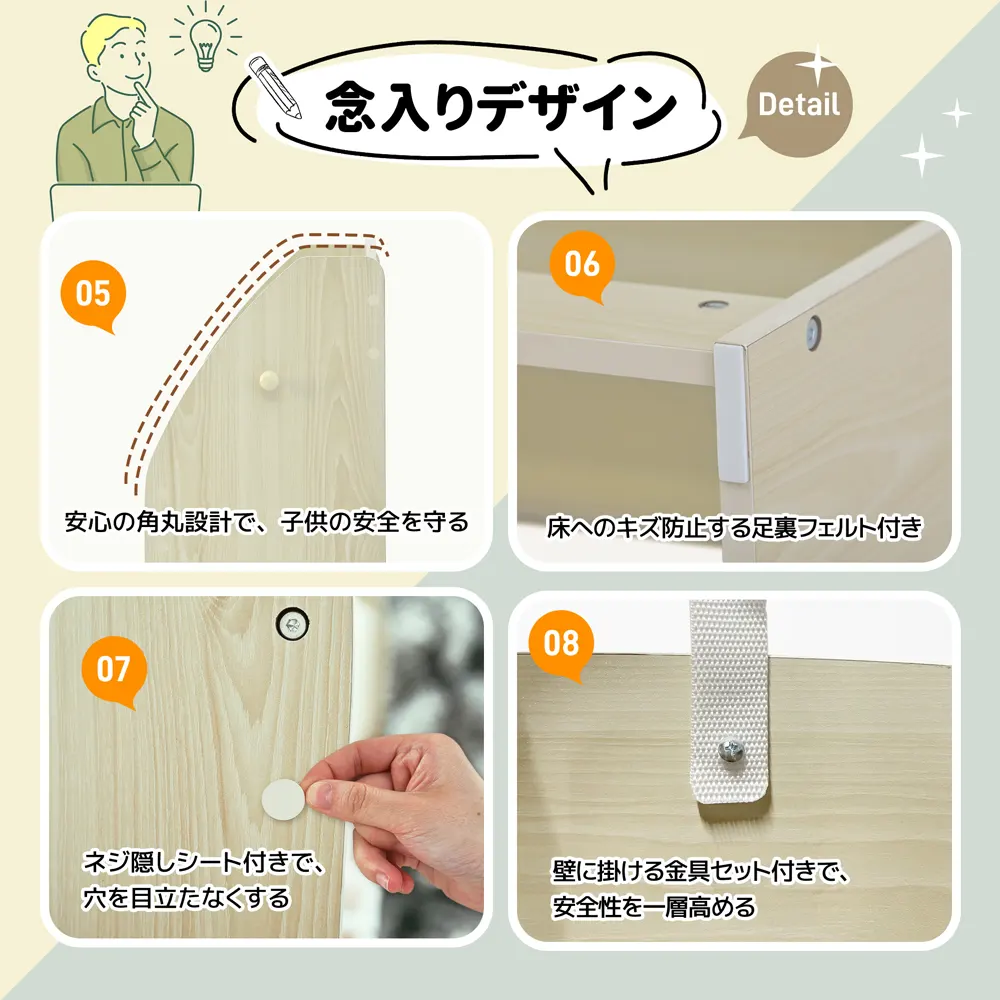 念入りデザイン
Detail
05
安心の角丸設計で、子供の安全を守る
06
床へのキズ防止する足裏フェルト付き
07
ネジ隠しシート付きで、
穴を目立たなくする
08
壁に掛ける金具セット付きで、
安全性を一層高める